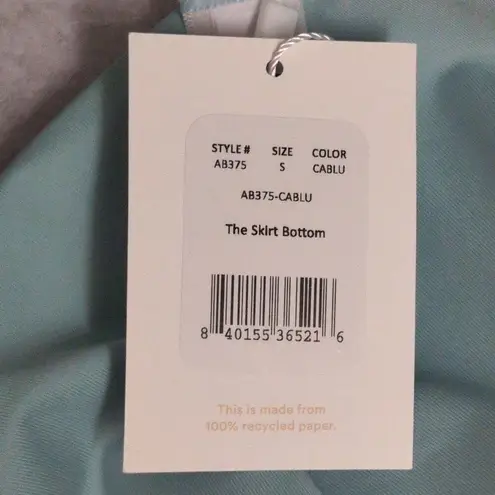 STYLE # SIZE COLOR
AB375 S CABLU
AB375-CABLU
The Skirt Bottom
8 40155 36521 6
This is made from
100% recycled paper.